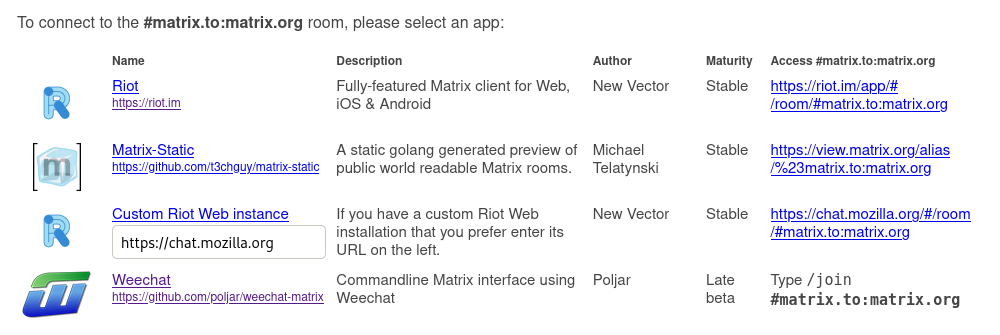 To connect to the #matrix.to:matrix.org room, please select an app:
Name Description Author Maturity Access #matrix.to:matrix.org
Riot Fully-featured Matrix client for Web, New Vector Stable https://riot.im/app/#
https://riot.im iOS & Android /room/#matrix.to:matrix.org
Matrix-Static A static golang generated preview of Michael Stable https://view.matrix.org/alias
[m] https://github.com/t3chguy/matrix-static public world readable Matrix rooms. Telatynski /%23matrix.to:matrix.org
Custom Riot Web instance If you have a custom Riot Web New Vector Stable https://chat.mozilla.org/#/room
https://chat.mozilla.org installation that you prefer enter its /#matrix.to:matrix.org
URL on the left.
Weechat Commandline Matrix interface using Poljar Late Type /join
https://github.com/poljar/weechat-matrix Weechat beta #matrix.to:matrix.org